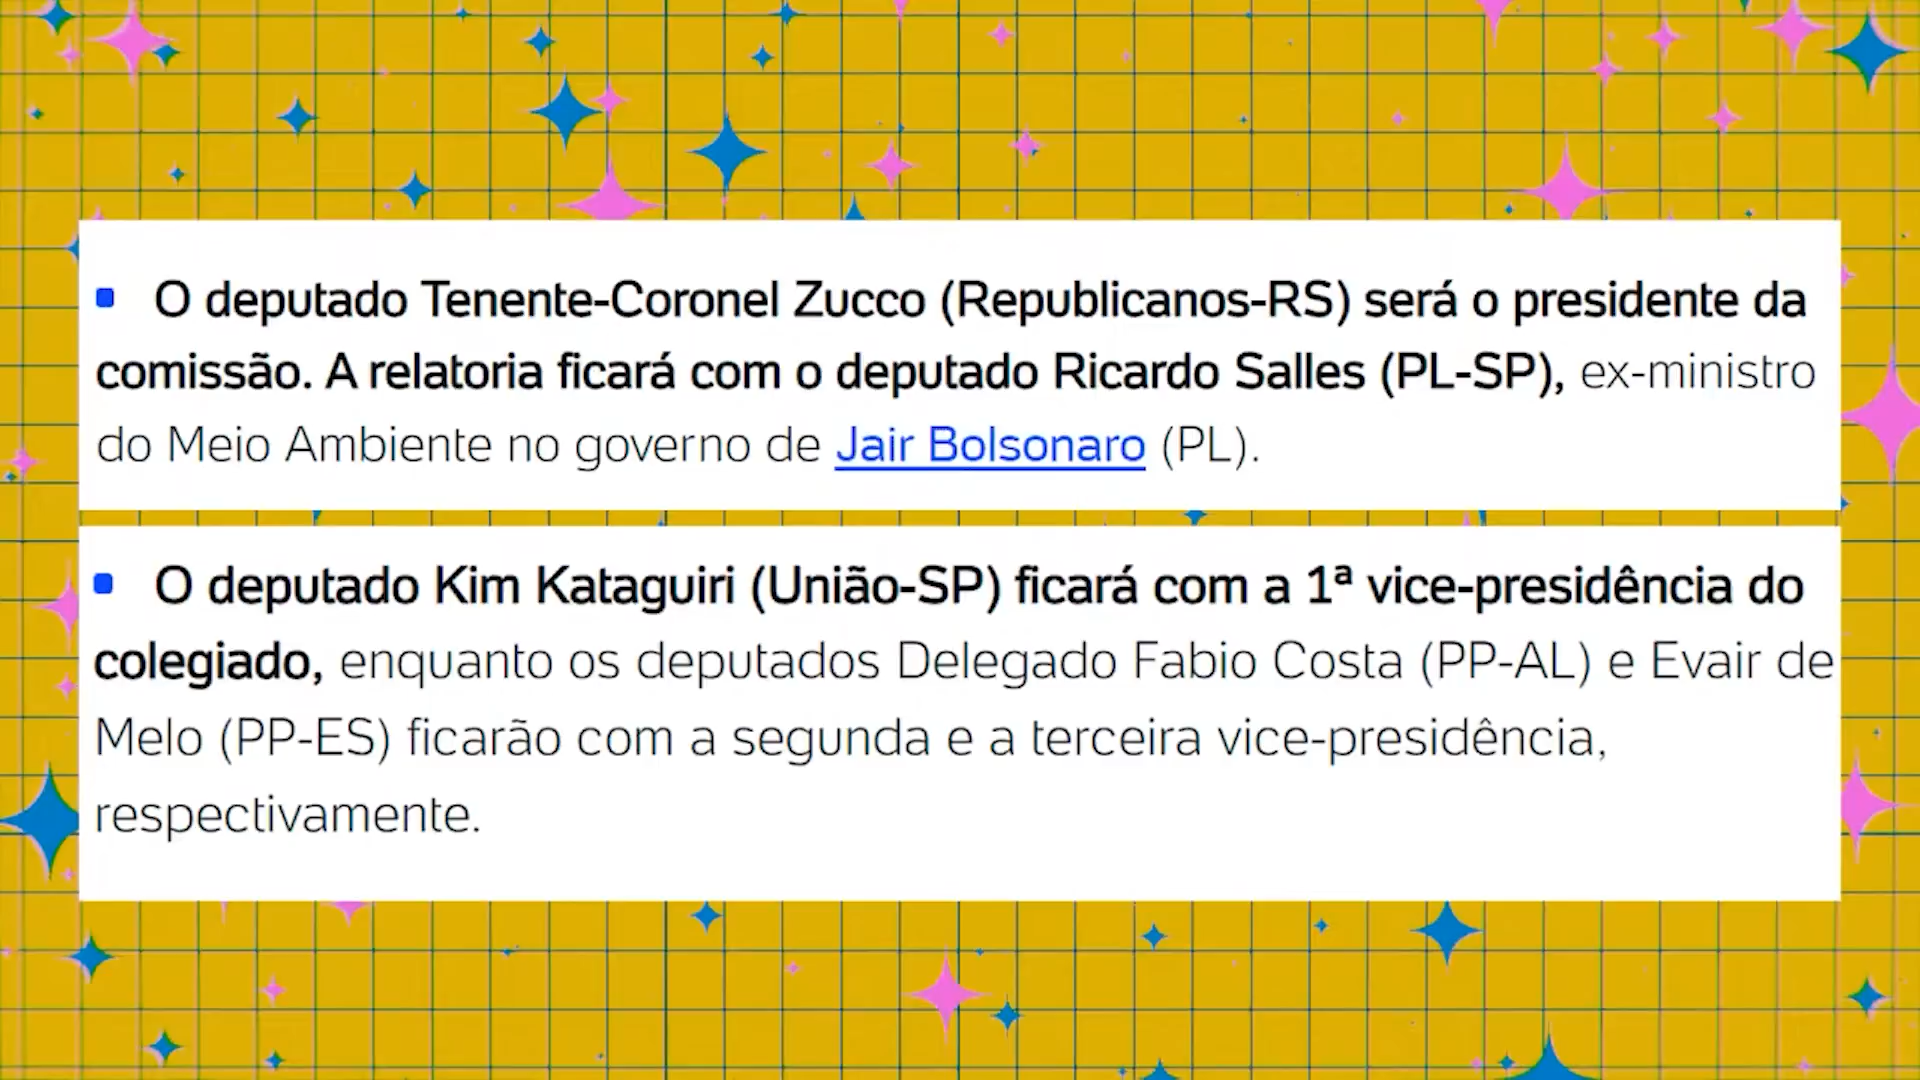 O deputado Tenente-Coronel Zucco (Republicanos-RS) será o presidente da
comissão. A relatoria ficará com o deputado Ricardo Salles (PL-SP), ex-ministro
do Meio Ambiente no governo de Jair Bolsonaro (PL).
O deputado Kim Kataguiri (União-SP) ficará com a 1ª vice-presidência do
colegiado, enquanto os deputados Delegado Fabio Costa (PP-AL) e Evair de
Melo (PP-ES) ficarão com a segunda e a terceira vice-presidência,
respectivamente.